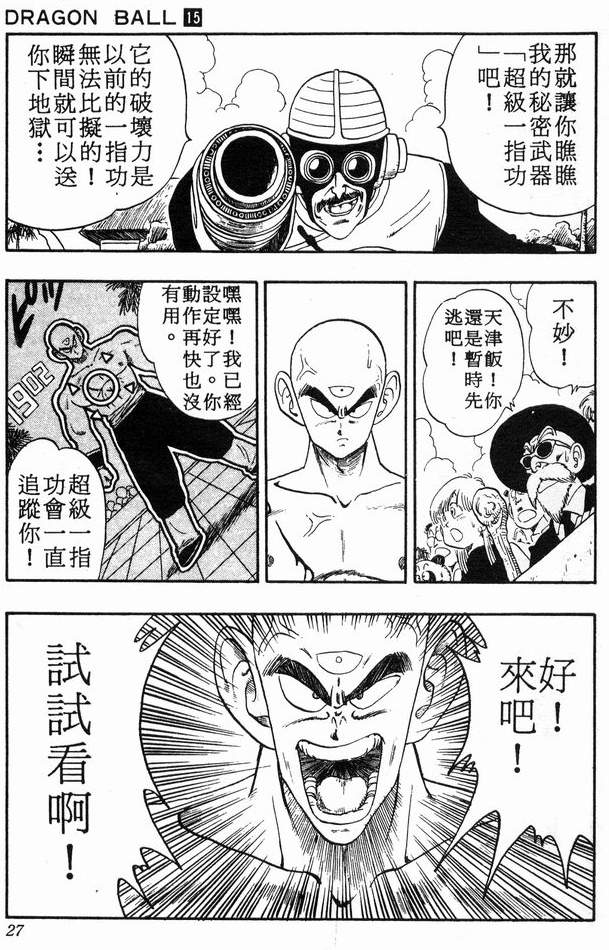 DRAGON BALL 15
那就讓你瞧瞧
我的秘密武器
「超級一指功
」吧！
它的破壞力是
以前的一指功
無法比擬的！
瞬間就可以送
你下地獄…
不妙！
天津飯！你
還是暫時先
逃吧！
嘿嘿！我已經
設定好了。你
動作再快也沒
有用。
1902
超級一指
功會一直
追蹤你！
好！
來吧！
試試看啊！
27